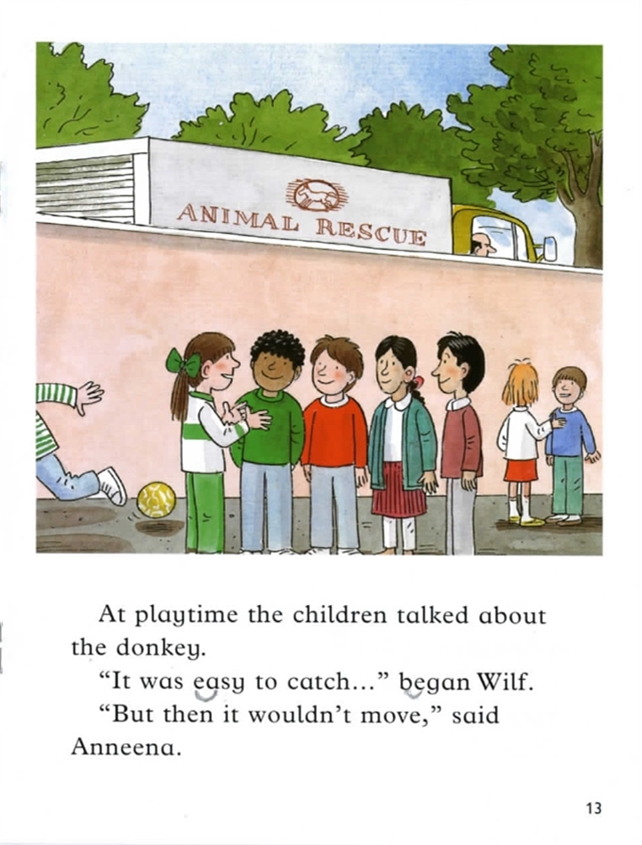 ANIMAL RESCUE
At playtime the children talked about
the donkey.
“It was easy to catch...” began Wilf.
“But then it wouldn’t move,” said
Anneena.
13